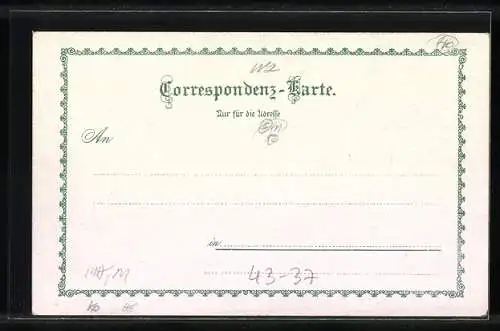 Correspondenz-Karte.
Nur für die Adresse
An
in
43-37